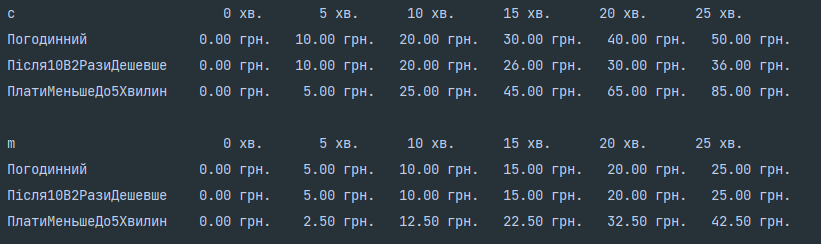 c 0 хв. 5 хв. 10 хв. 15 хв. 20 хв. 25 хв.
Погодинний 0.00 грн. 10.00 грн. 20.00 грн. 30.00 грн. 40.00 грн. 50.00 грн.
Після10В2РазиДешевше 0.00 грн. 10.00 грн. 20.00 грн. 26.00 грн. 30.00 грн. 36.00 грн.
ПлатиМеньшеДо5Хвилин 0.00 грн. 5.00 грн. 25.00 грн. 45.00 грн. 65.00 грн. 85.00 грн.
m 0 хв. 5 хв. 10 хв. 15 хв. 20 хв. 25 хв.
Погодинний 0.00 грн. 5.00 грн. 10.00 грн. 15.00 грн. 20.00 грн. 25.00 грн.
Після10В2РазиДешевше 0.00 грн. 5.00 грн. 10.00 грн. 15.00 грн. 20.00 грн. 25.00 грн.
ПлатиМеньшеДо5Хвилин 0.00 грн. 2.50 грн. 12.50 грн. 22.50 грн. 32.50 грн. 42.50 грн.